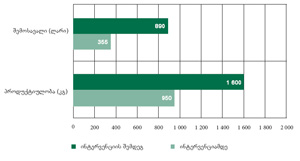 შემოსავალი (ლარი)
890
356
პროდუქტიულობა (კგ)
1 600
950
0 200 400 600 800 1 000 1 200 1 400 1 600 1 800 2 000
ინტერვენციის შემდეგ ინტერვენციამდე